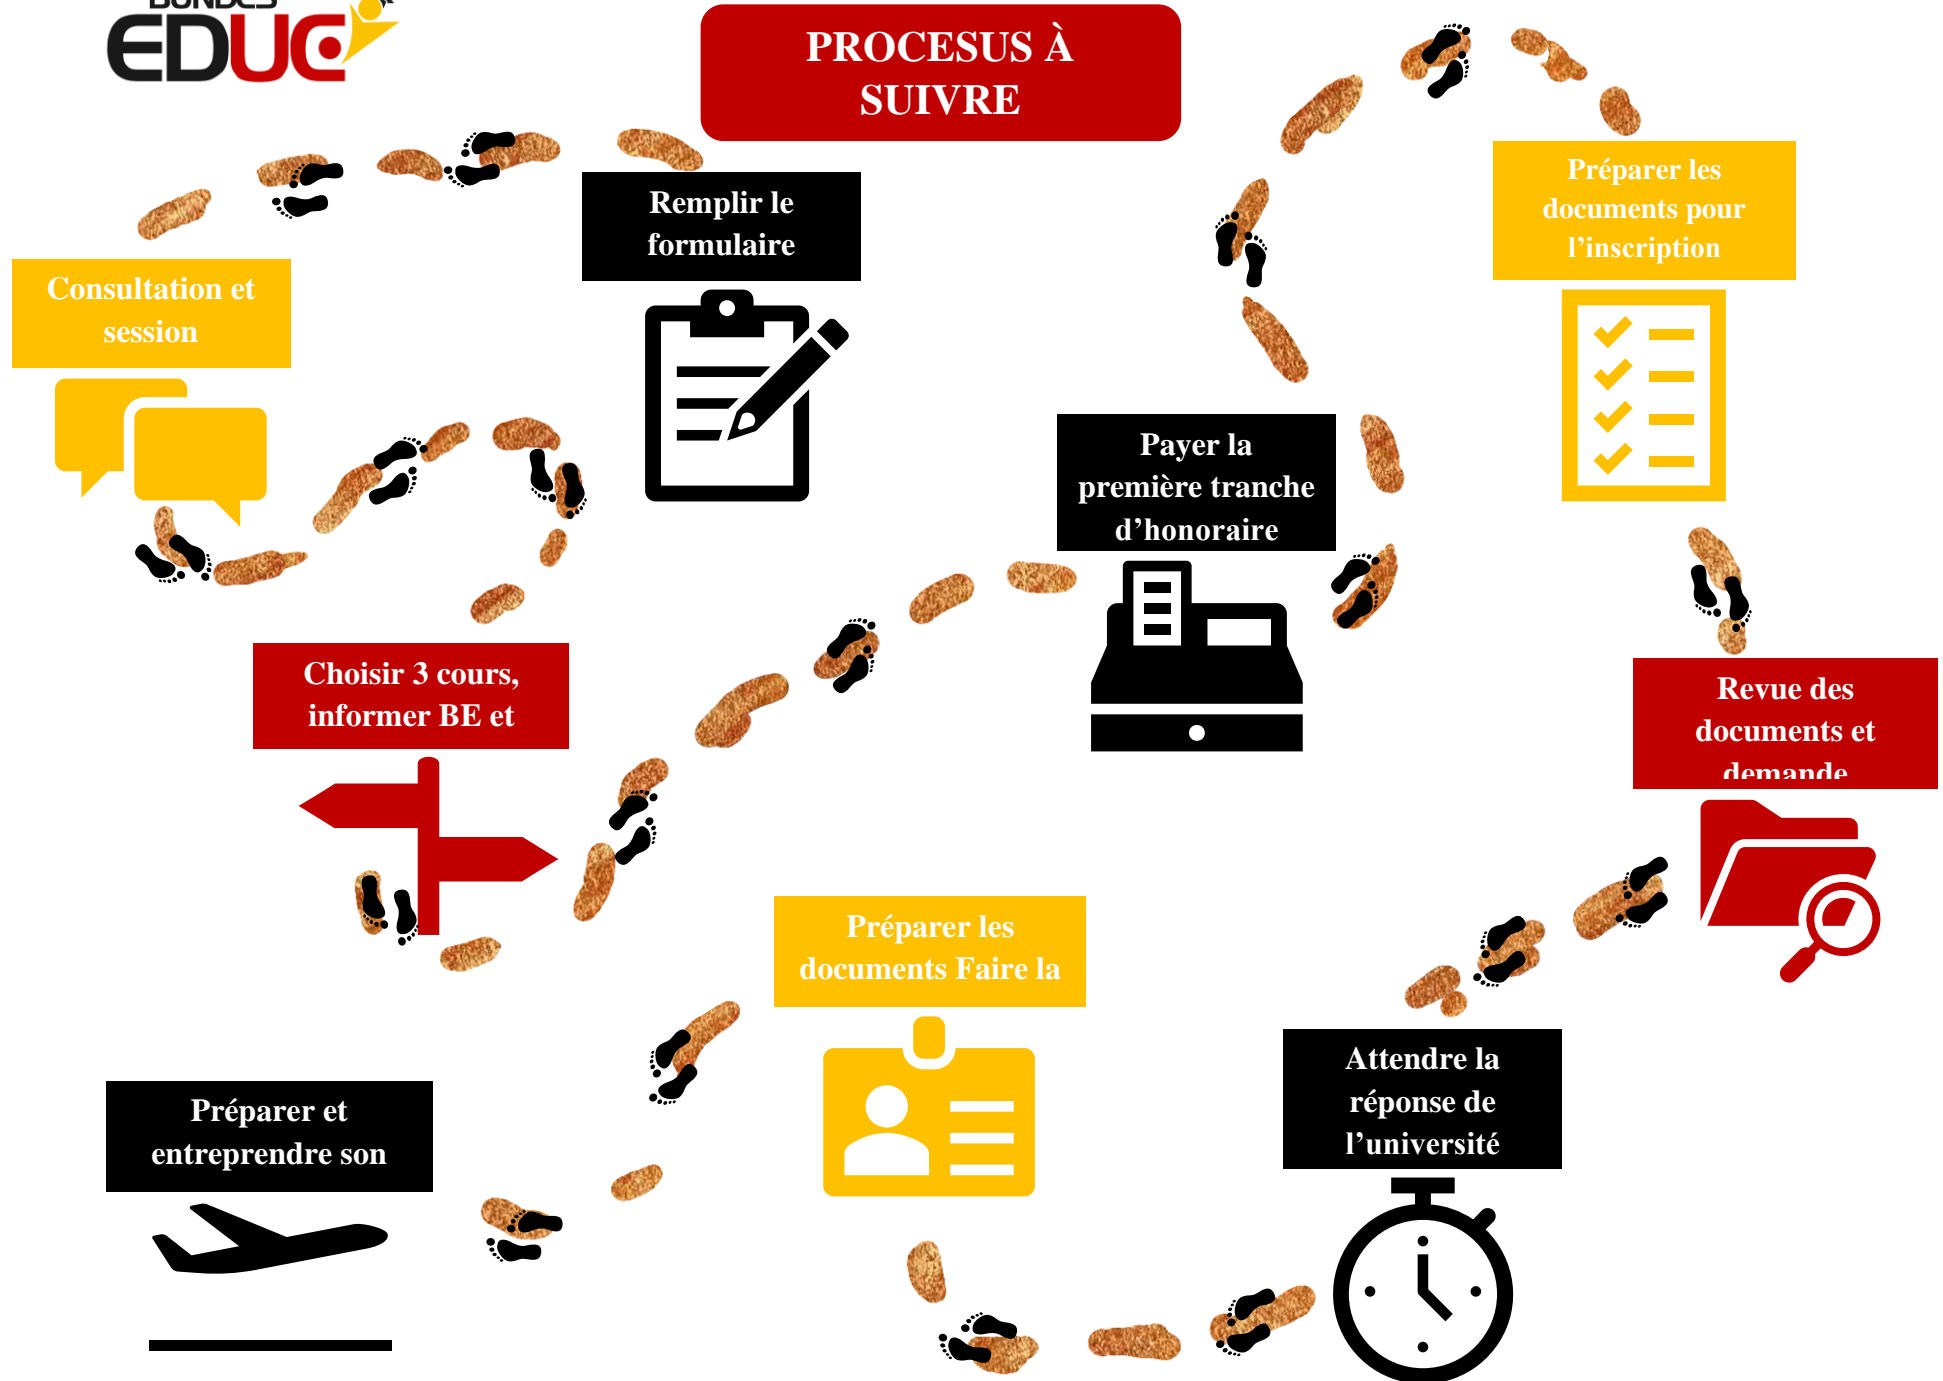 BUNDES
EDUC
PROCESUS À
SUIVRE
Remplir le
formulaire
Consultation et
session
Choisir 3 cours,
informer BE et
Payer la
première tranche
d’honoraire
Préparer les
documents pour
l’inscription
Revue des
documents et
demande
Attendre la
réponse de
l’université
Préparer les
documents Faire la
Préparer et
entreprendre son